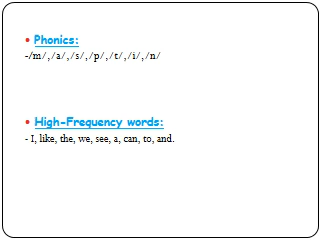 • Phonics:
-/m/,/a/,/s/,/p/,/t/,/i/,/n/
• High-Frequency words:
- I, like, the, we, see, a, can, to, and.